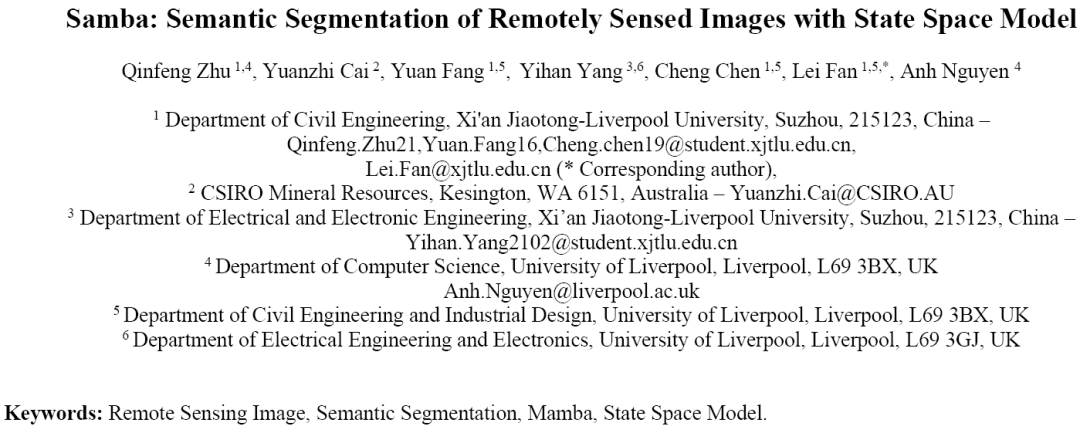 Samba: Semantic Segmentation of Remotely Sensed Images with State Space Model
Qinfeng Zhu 1,4, Yuanzhi Cai 2, Yuan Fang 1,5, Yihan Yang 3,6, Cheng Chen 1,5, Lei Fan 1,5,*, Anh Nguyen 4
1 Department of Civil Engineering, Xi'an Jiaotong-Liverpool University, Suzhou, 215123, China –
Qinfeng.Zhu21,Yuan.Fang16,Cheng.chen19@student.xjtlu.edu.cn,
Lei.Fan@xjtlu.edu.cn (* Corresponding author),
2 CSIRO Mineral Resources, Kesington, WA 6151, Australia – Yuanzhi.Cai@CSIRO.AU
3 Department of Electrical and Electronic Engineering, Xi’an Jiaotong-Liverpool University, Suzhou, 215123, China –
Yihan.Yang2102@student.xjtlu.edu.cn
4 Department of Computer Science, University of Liverpool, Liverpool, L69 3BX, UK
Anh.Nguyen@liverpool.ac.uk
5 Department of Civil Engineering and Industrial Design, University of Liverpool, Liverpool, L69 3BX, UK
6 Department of Electrical Engineering and Electronics, University of Liverpool, Liverpool, L69 3GJ, UK
Keywords: Remote Sensing Image, Semantic Segmentation, Mamba, State Space Model.